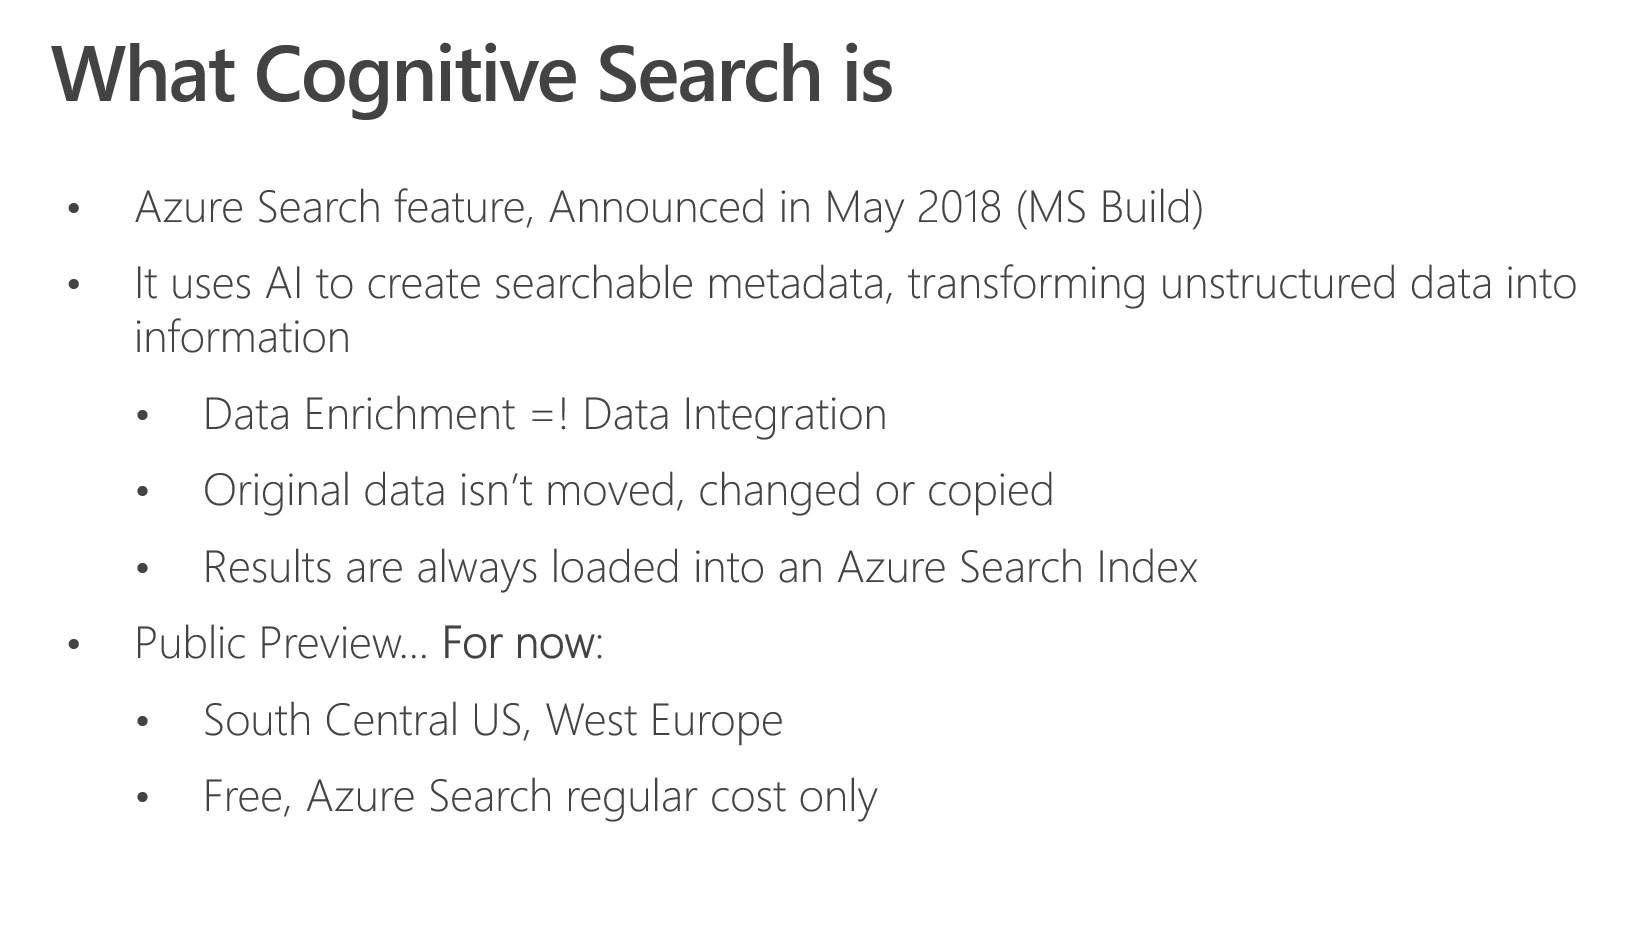 What Cognitive Search is
• Azure Search feature, Announced in May 2018 (MS Build)
• It uses AI to create searchable metadata, transforming unstructured data into
information
• Data Enrichment =! Data Integration
• Original data isn’t moved, changed or copied
• Results are always loaded into an Azure Search Index
• Public Preview... For now:
• South Central US, West Europe
• Free, Azure Search regular cost only